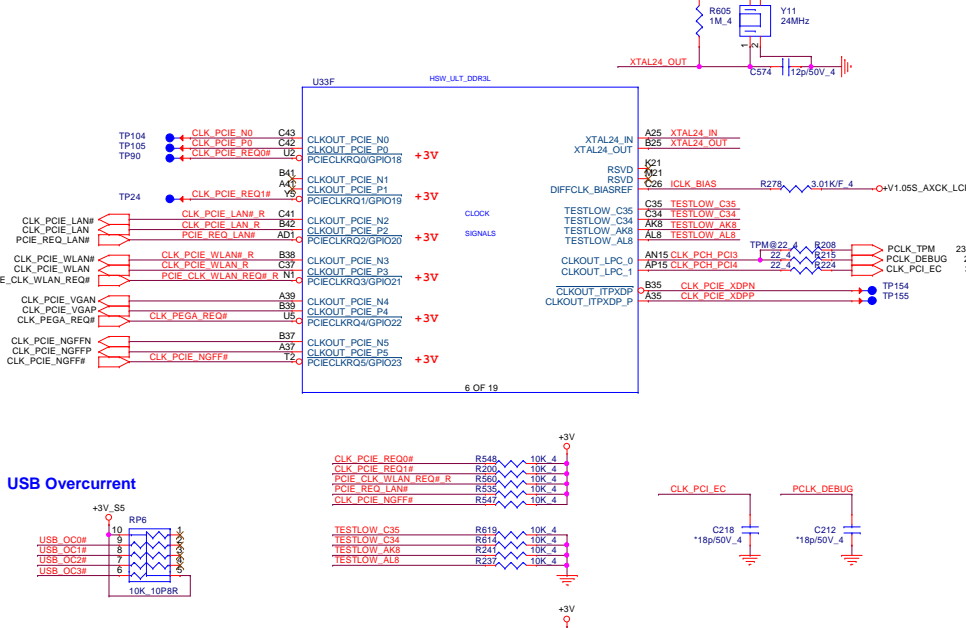 R605
1M_4
Y11
24MHz
1
2
XTAL24_OUT
C574
12p/50V_4
U33F
HSW_ULT_DDR3L
TP104
CLK_PCIE_N0
C43
CLKOUT_PCIE_N0
TP105
CLK_PCIE_P0
C42
CLKOUT_PCIE_P0
TP90
CLK_PCIE_REQ0#
U2
PCIECLKRQ0/GPIO18
+3V
B41
CLKOUT_PCIE_N1
A41
CLKOUT_PCIE_P1
TP24
CLK_PCIE_REQ1#
Y5
PCIECLKRQ1/GPIO19
+3V
CLK_PCIE_LAN#
CLK_PCIE_LAN#_R
C41
CLKOUT_PCIE_N2
CLK_PCIE_LAN
CLK_PCIE_LAN_R
B42
CLKOUT_PCIE_P2
PCIE_REQ_LAN#
PCIE_REQ_LAN#
AD1
PCIECLKRQ2/GPIO20
+3V
CLK_PCIE_WLAN#
CLK_PCIE_WLAN#_R
B38
CLKOUT_PCIE_N3
CLK_PCIE_WLAN
CLK_PCIE_WLAN_R
C37
CLKOUT_PCIE_P3
E_CLK_WLAN_REQ#
PCIE_CLK_WLAN_REQ#_R
N1
PCIECLKRQ3/GPIO21
+3V
CLK_PCIE_VGAN
A39
CLKOUT_PCIE_N4
CLK_PCIE_VGAP
B39
CLKOUT_PCIE_P4
CLK_PEGA_REQ#
CLK_PEGA_REQ#
U5
PCIECLKRQ4/GPIO22
+3V
CLK_PCIE_NGFFN
B37
CLKOUT_PCIE_N5
CLK_PCIE_NGFFP
A37
CLKOUT_PCIE_P5
CLK_PCIE_NGFF#
CLK_PCIE_NGFF#
T2
PCIECLKRQ5/GPIO23
+3V
CLOCK
SIGNALS
XTAL24_IN
A25
XTAL24_IN
XTAL24_OUT
B25
XTAL24_OUT
RSVD
K21
RSVD
M21
DIFFCLK_BIASREF
C26
ICLK_BIAS
R278
3.01K/F_4
+V1.05S_AXCK_LCI
TESTLOW_C35
C35
TESTLOW_C35
TESTLOW_C34
C34
TESTLOW_C34
TESTLOW_AK8
AK8
TESTLOW_AK8
TESTLOW_AL8
AL8
TESTLOW_AL8
TPM@22_4
R208
PCLK_TPM
23
CLKOUT_LPC_0
AN15
CLK_PCH_PCI3
22_4
R215
PCLK_DEBUG
CLKOUT_LPC_1
AP15
CLK_PCH_PCI4
22_4
R224
CLK_PCI_EC
CLKOUT_ITPXDP
B35
CLK_PCIE_XDPN
TP154
CLKOUT_ITPXDP_P
A35
CLK_PCIE_XDPP
TP155
6 OF 19
USB Overcurrent
+3V_S5
RP6
10
1
USB_OC0#
9
2
USB_OC1#
8
3
USB_OC2#
7
4
USB_OC3#
6
5
10K_10P8R
+3V
CLK_PCIE_REQ0#
R548
10K_4
CLK_PCIE_REQ1#
R200
10K_4
PCIE_CLK_WLAN_REQ#_R
R560
10K_4
PCIE_REQ_LAN#
R535
10K_4
CLK_PCIE_NGFF#
R547
10K_4
TESTLOW_C35
R619
10K_4
TESTLOW_C34
R614
10K_4
TESTLOW_AK8
R241
10K_4
TESTLOW_AL8
R237
10K_4
+3V
CLK_PCI_EC
C218
*18p/50V_4
PCLK_DEBUG
C212
*18p/50V_4